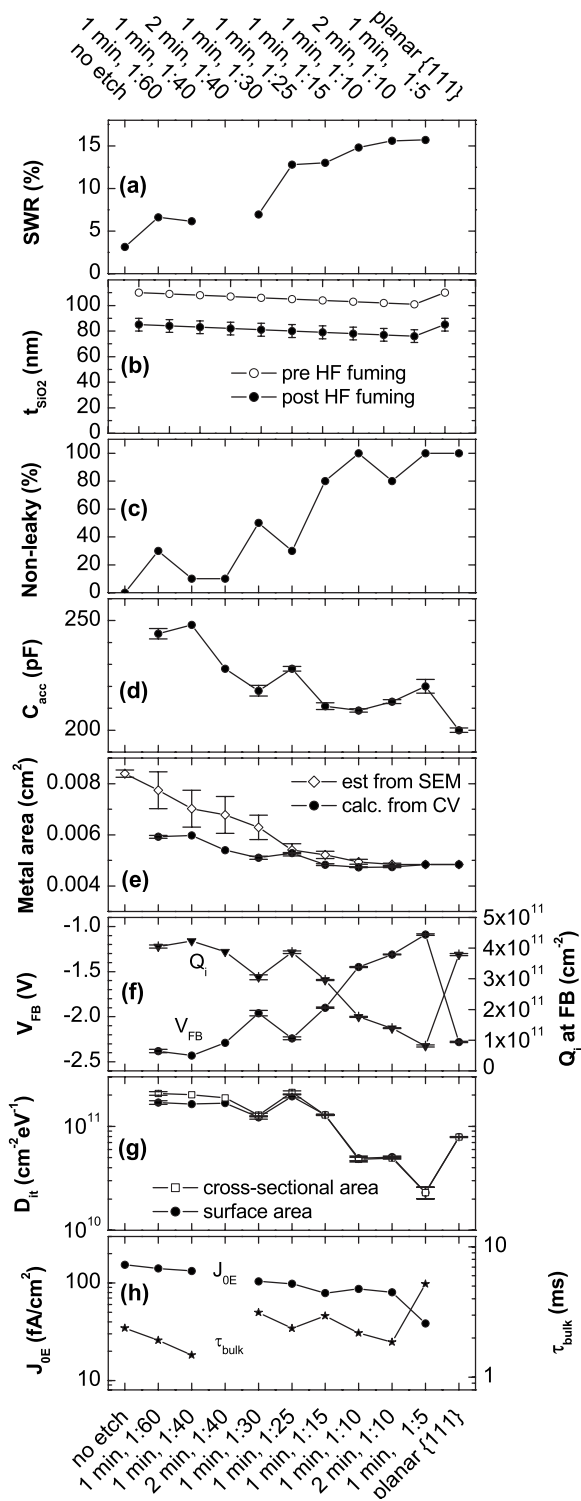 no etch
1 min, 1:60
1 min, 1:40
2 min, 1:40
1 min, 1:30
1 min, 1:25
1 min, 1:15
1 min, 1:10
2 min, 1:10
1 min, 1:5
planar {111}
SWR (%)
15
10
5
0
(a)
t_SiO2 (nm)
100
80
60
40
20
0
(b)
pre HF fuming
post HF fuming
Non-leaky (%)
100
80
60
40
20
0
(c)
C_acc (pF)
250
200
(d)
Metal area (cm²)
0.008
0.006
0.004
(e)
est from SEM
calc. from CV
V_FB (V)
-1.0
-1.5
-2.0
-2.5
(f)
Q_i
V_FB
5x10¹¹
4x10¹¹
3x10¹¹
2x10¹¹
1x10¹¹
0
Q_i at FB (cm⁻²)
D_it (cm⁻²eV⁻¹)
10¹¹
10¹⁰
(g)
cross-sectional area
surface area
J_0E (fA/cm²)
100
10
(h)
J_0E
τ_bulk
10
1
τ_bulk (ms)
no etch
1 min, 1:60
1 min, 1:40
2 min, 1:40
1 min, 1:30
1 min, 1:25
1 min, 1:15
1 min, 1:10
2 min, 1:10
1 min, 1:5
planar {111}